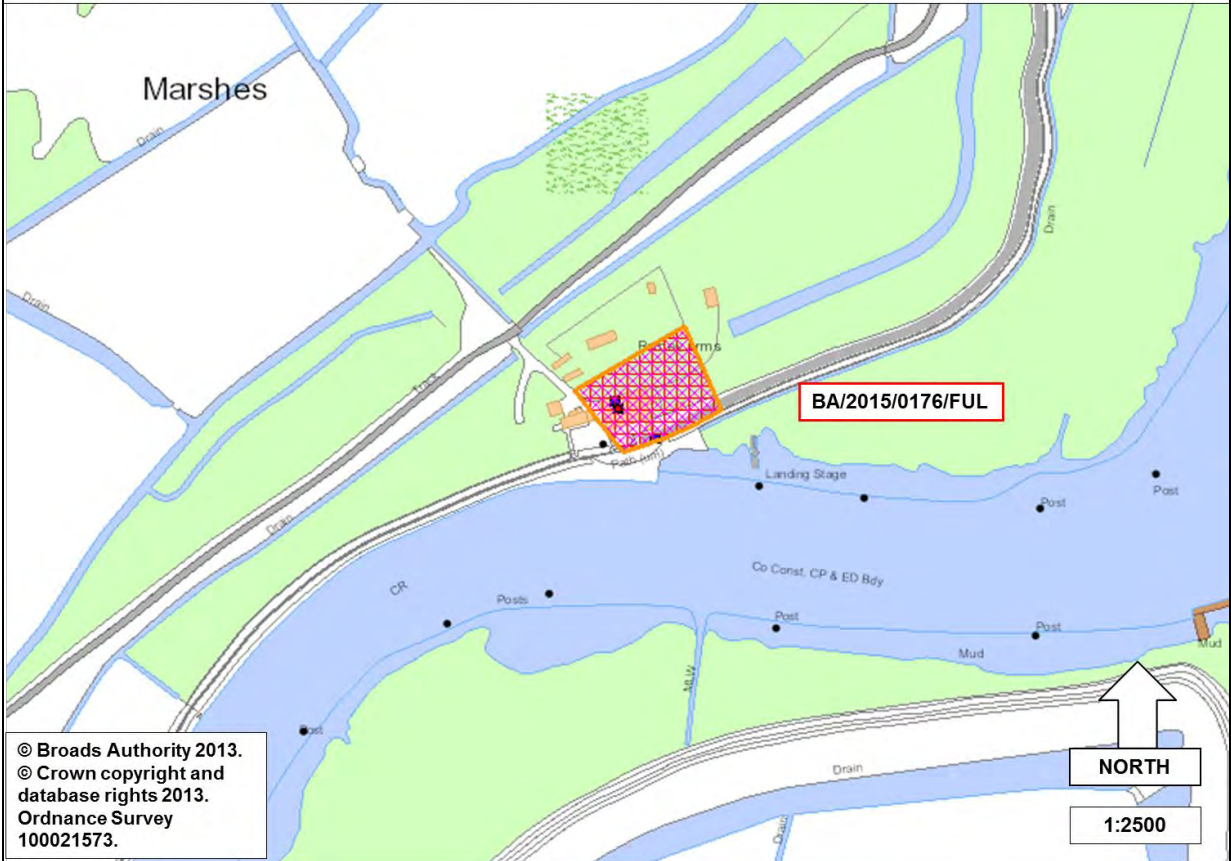 Marshes
Drain
Drain
Drain
Track
BA/2015/0176/FUL
Path (um)
Landing Stage
Post
Post
Drain
CR
Co Const, CP & ED Bdy
Posts
Post
Post
Mud
Mud
MLW
Post
Drain
Drain
© Broads Authority 2013.
© Crown copyright and
database rights 2013.
Ordnance Survey
100021573.
NORTH
1:2500